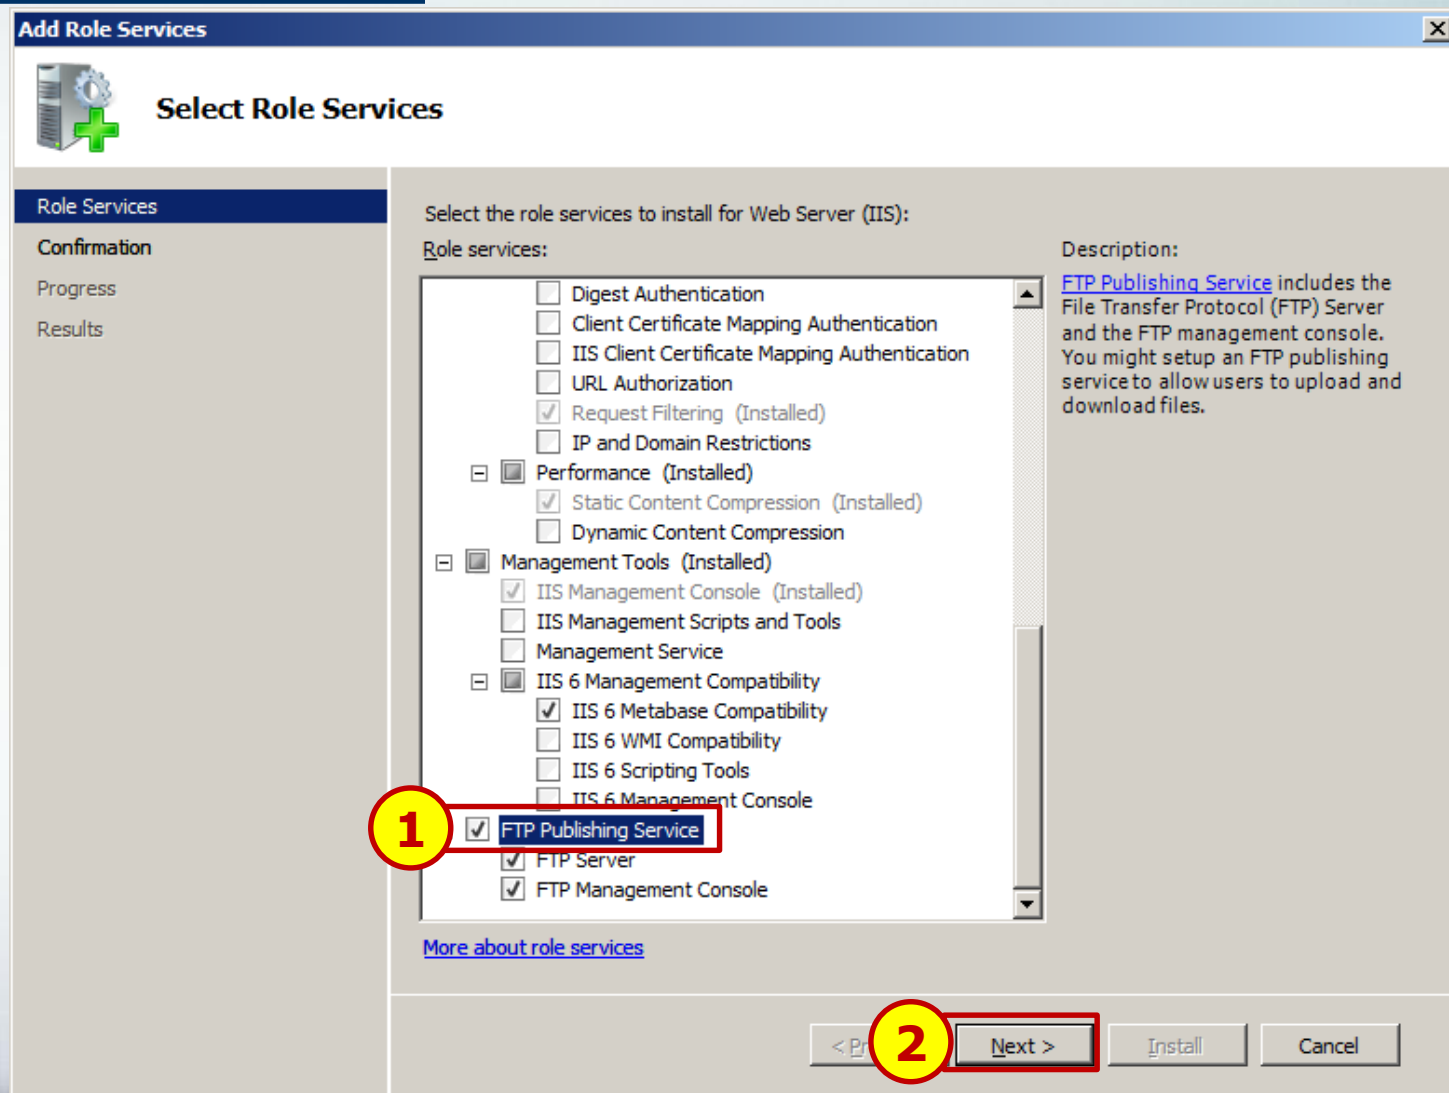 Add Role Services
Select Role Services
Role Services
Confirmation
Progress
Results
Select the role services to install for Web Server (IIS):
Role services:
Digest Authentication
Client Certificate Mapping Authentication
IIS Client Certificate Mapping Authentication
URL Authorization
Request Filtering (Installed)
IP and Domain Restrictions
Performance (Installed)
Static Content Compression (Installed)
Dynamic Content Compression
Management Tools (Installed)
IIS Management Console (Installed)
IIS Management Scripts and Tools
Management Service
IIS 6 Management Compatibility
IIS 6 Metabase Compatibility
IIS 6 WMI Compatibility
IIS 6 Scripting Tools
IIS 6 Management Console
1
FTP Publishing Service
FTP Server
FTP Management Console
More about role services
Description:
FTP Publishing Service includes the
File Transfer Protocol (FTP) Server
and the FTP management console.
You might setup an FTP publishing
service to allow users to upload and
download files.
< Pr
2
Next >
Install
Cancel